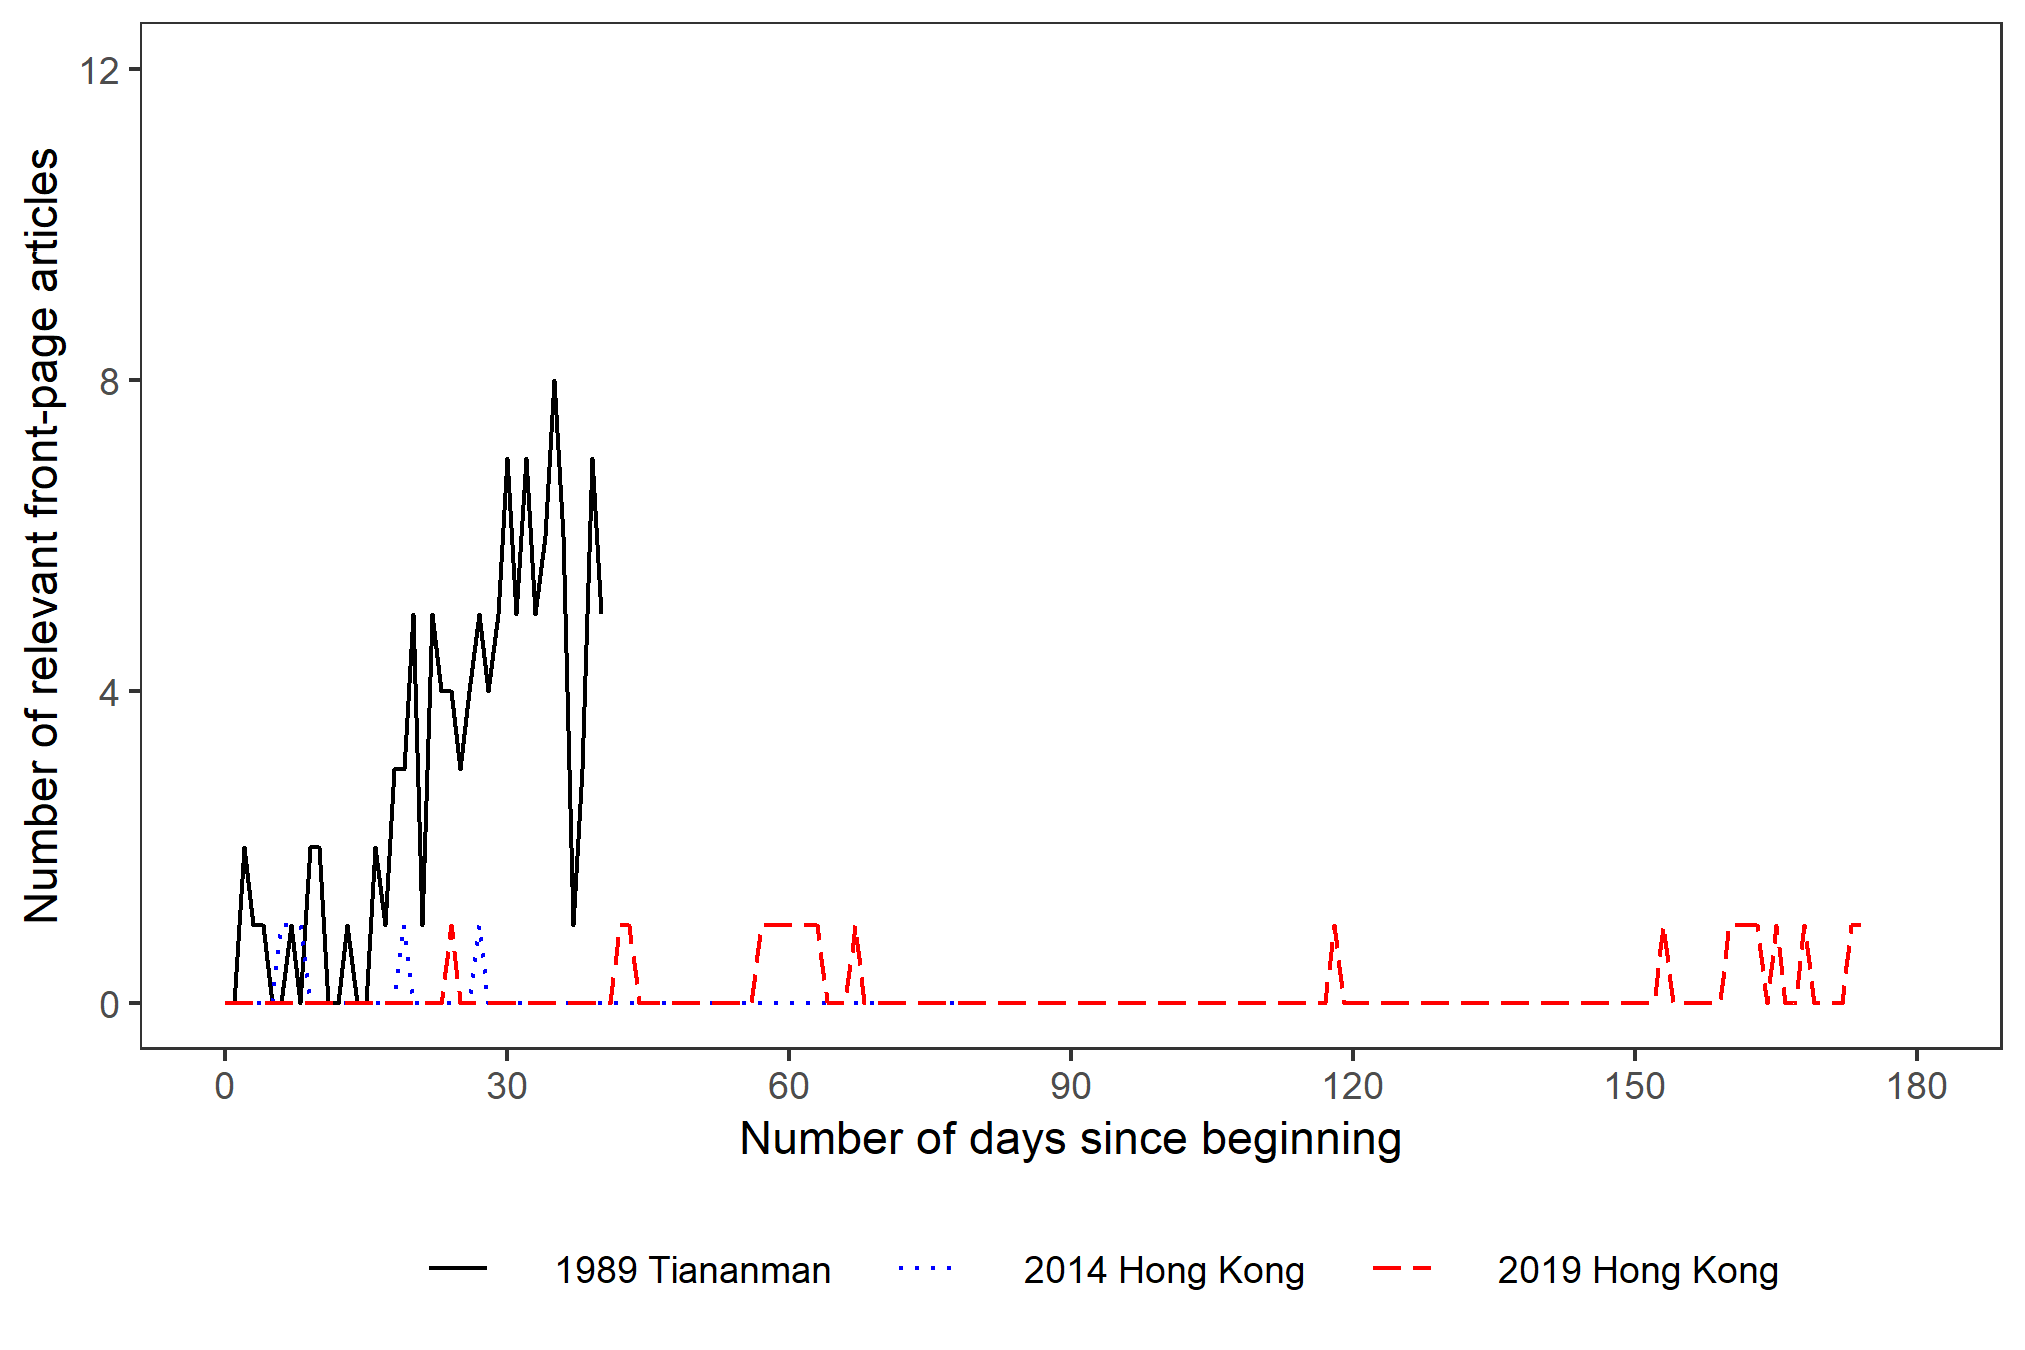 Number of relevant front-page articles
12
8
4
0
0 30 60 90 120 150 180
Number of days since beginning
1989 Tiananman 2014 Hong Kong 2019 Hong Kong